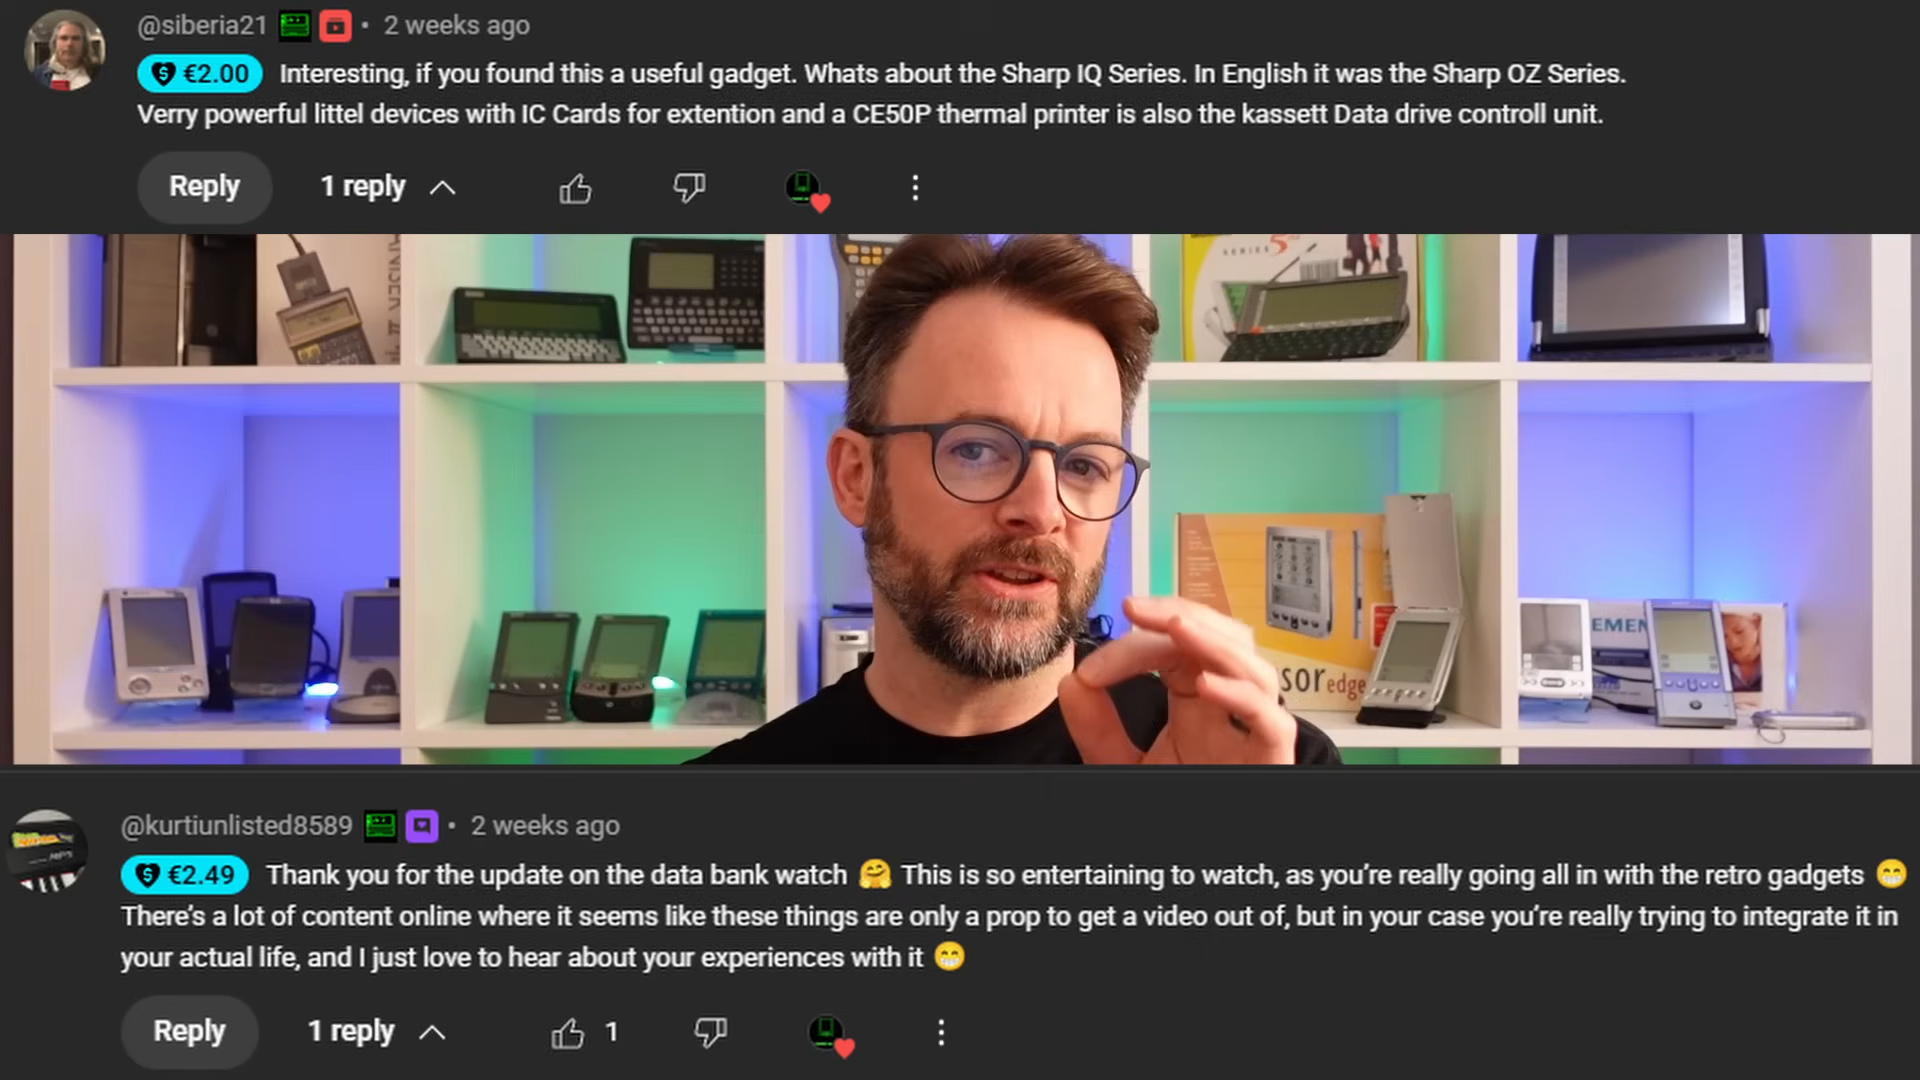 @siberia21 • 2 weeks ago
€2.00 Interesting, if you found this a useful gadget. Whats about the Sharp IQ Series. In English it was the Sharp OZ Series.
Verry powerful littel devices with IC Cards for extention and a CE50P thermal printer is also the kassett Data drive controll unit.
Reply 1 reply
SERIES 5
sor edge
EMEN
@kurtiunlisted8589 • 2 weeks ago
€2.49 Thank you for the update on the data bank watch 🤗 This is so entertaining to watch, as you’re really going all in with the retro gadgets 😁
There’s a lot of content online where it seems like these things are only a prop to get a video out of, but in your case you’re really trying to integrate it in
your actual life, and I just love to hear about your experiences with it 😁
Reply 1 reply 1